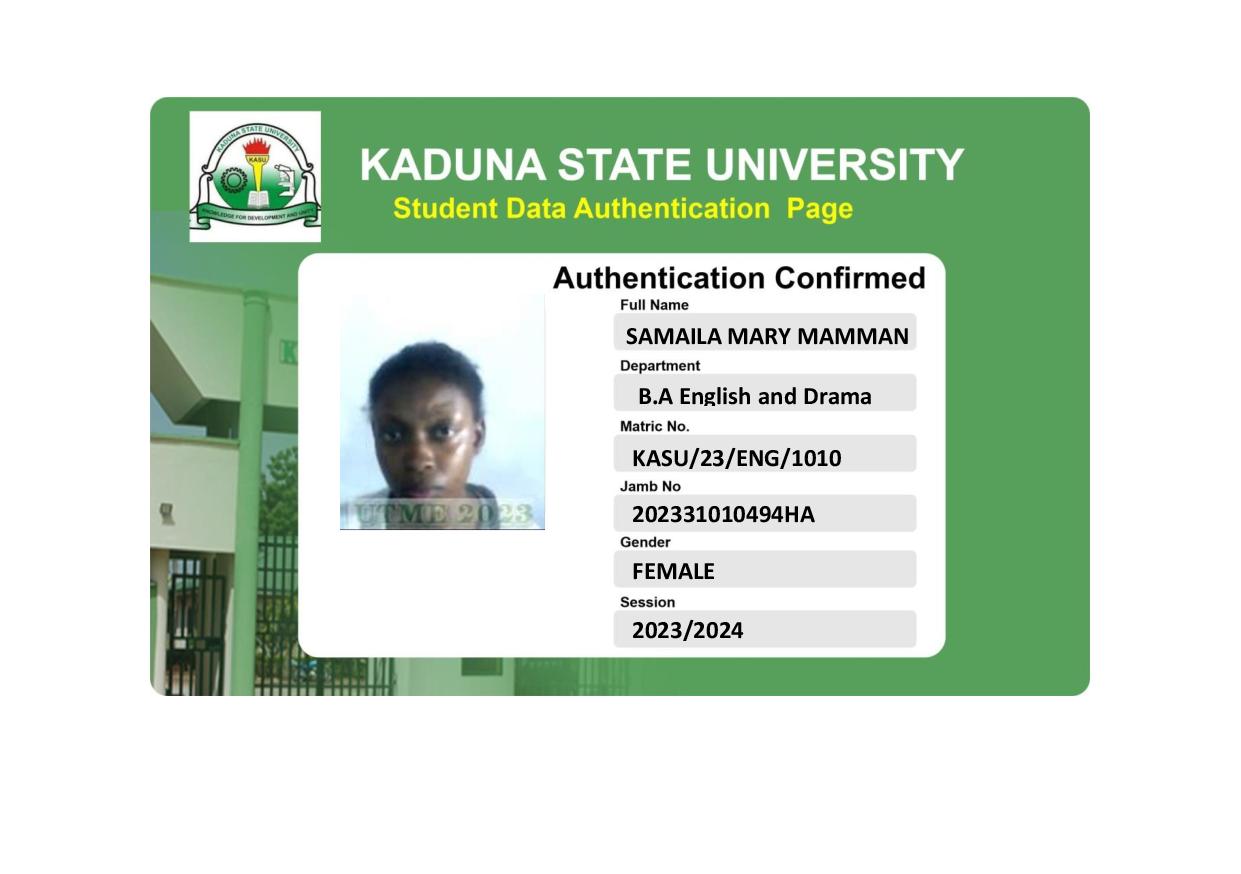 KADUNA STATE UNIVERSITY
KASU
KNOWLEDGE FOR DEVELOPMENT AND UNITY
KADUNA STATE UNIVERSITY
Student Data Authentication Page
Authentication Confirmed
Full Name
SAMAILA MARY MAMMAN
Department
B.A English and Drama
Matric No.
KASU/23/ENG/1010
Jamb No
202331010494HA
Gender
FEMALE
Session
2023/2024
UTME 2023
K